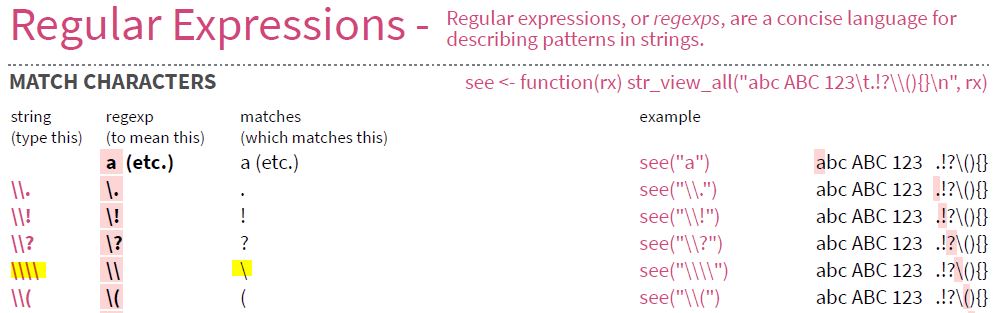 Regular Expressions - Regular expressions, or regexps, are a concise language for
describing patterns in strings.
MATCH CHARACTERS see <- function(rx) str_view_all("abc ABC 123\t.!?\\(){}\n", rx)
string regexp matches example
(type this) (to mean this) (which matches this)
a (etc.) a (etc.) see("a") abc ABC 123 .!?\(){}
\\. \. . see("\\.") abc ABC 123 .!?\(){}
\\! \! ! see("\\!") abc ABC 123 .!?\(){}
\\? \? ? see("\\?") abc ABC 123 .!?\(){}
\\\\ \\ \ see("\\\\") abc ABC 123 .!?\(){}
\\( \( ( see("\\(") abc ABC 123 .!?\(){}